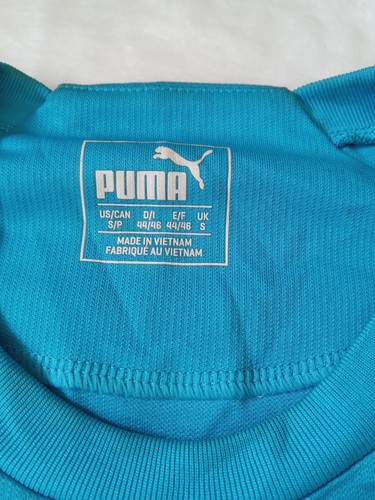 PUMA
US/CAN D/I E/F UK
S/P 44/46 44/46 S
MADE IN VIETNAM
FABRIQUÉ AU VIETNAM